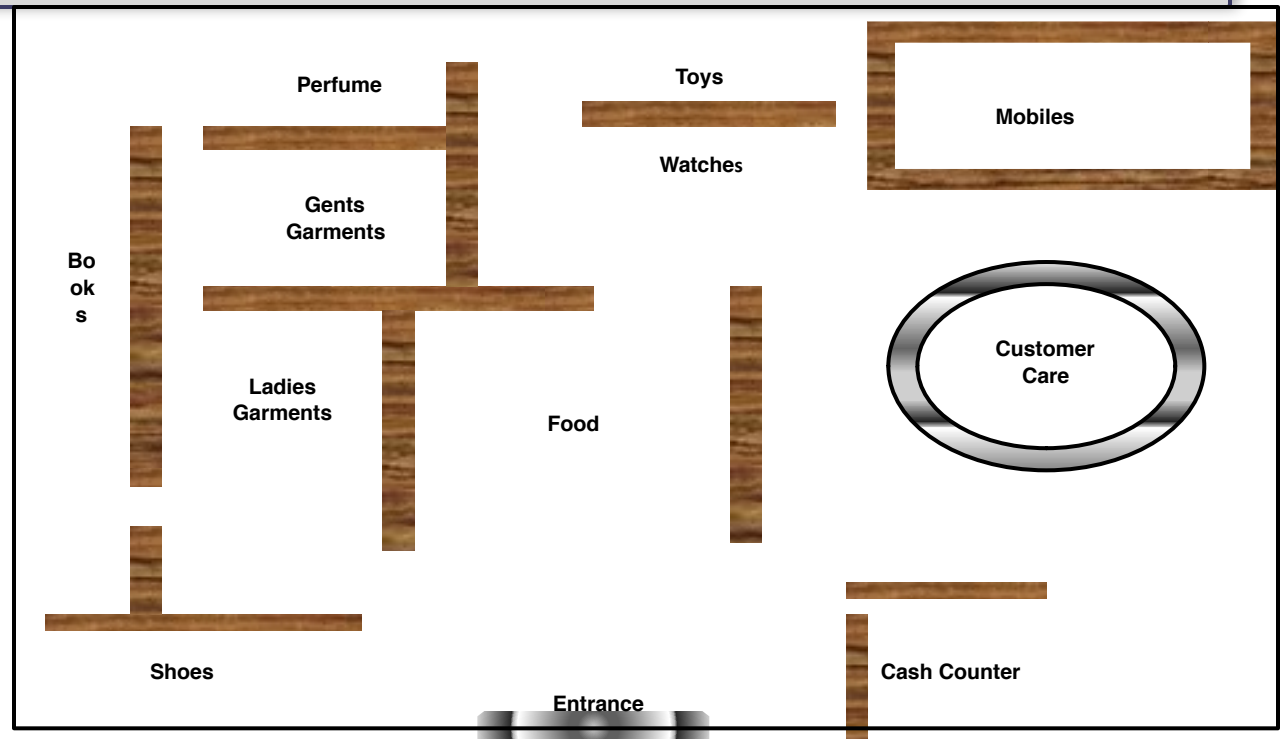 Perfume
Toys
Mobiles
Watches
Gents
Garments
Bo
ok
s
Customer
Care
Ladies
Garments
Food
Shoes
Cash Counter
Entrance